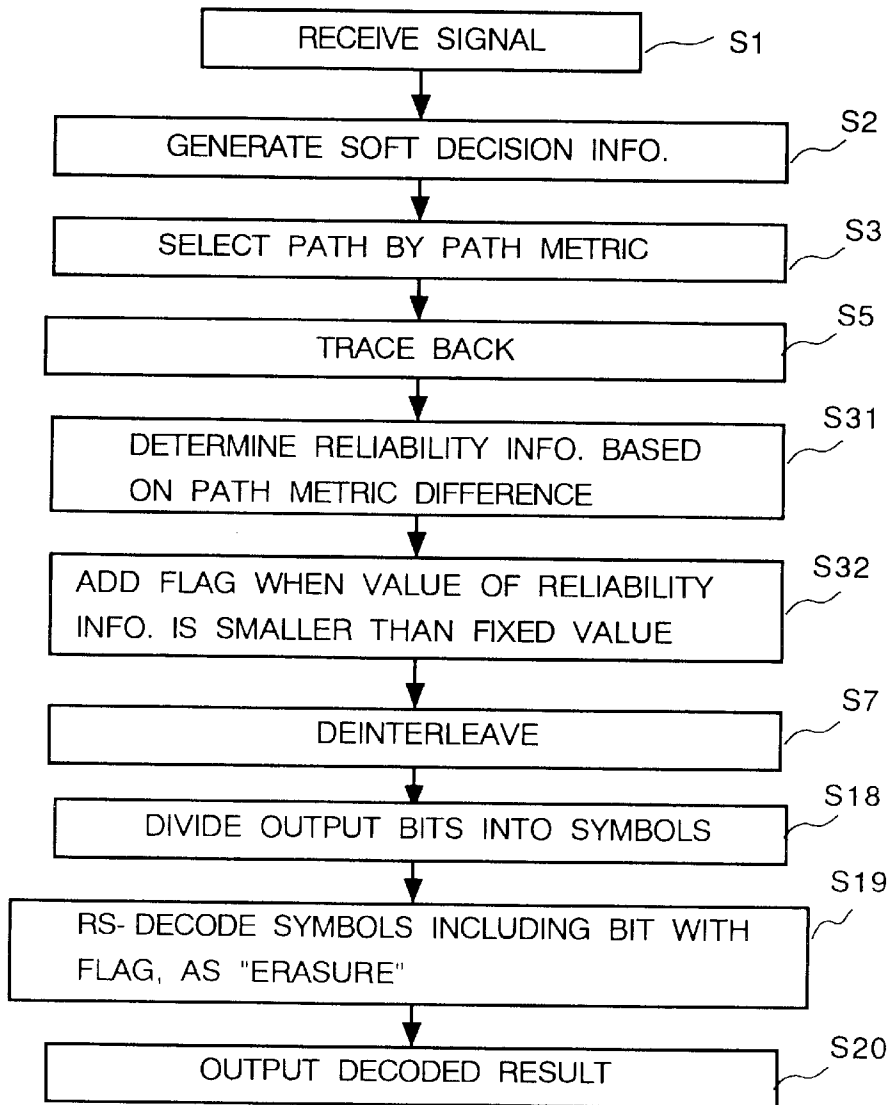 RECEIVE SIGNAL
S1
GENERATE SOFT DECISION INFO.
S2
SELECT PATH BY PATH METRIC
S3
TRACE BACK
S5
DETERMINE RELIABILITY INFO. BASED
ON PATH METRIC DIFFERENCE
S31
ADD FLAG WHEN VALUE OF RELIABILITY
INFO. IS SMALLER THAN FIXED VALUE
S32
DEINTERLEAVE
S7
DIVIDE OUTPUT BITS INTO SYMBOLS
S18
RS-DECODE SYMBOLS INCLUDING BIT WITH
FLAG, AS "ERASURE"
S19
OUTPUT DECODED RESULT
S20